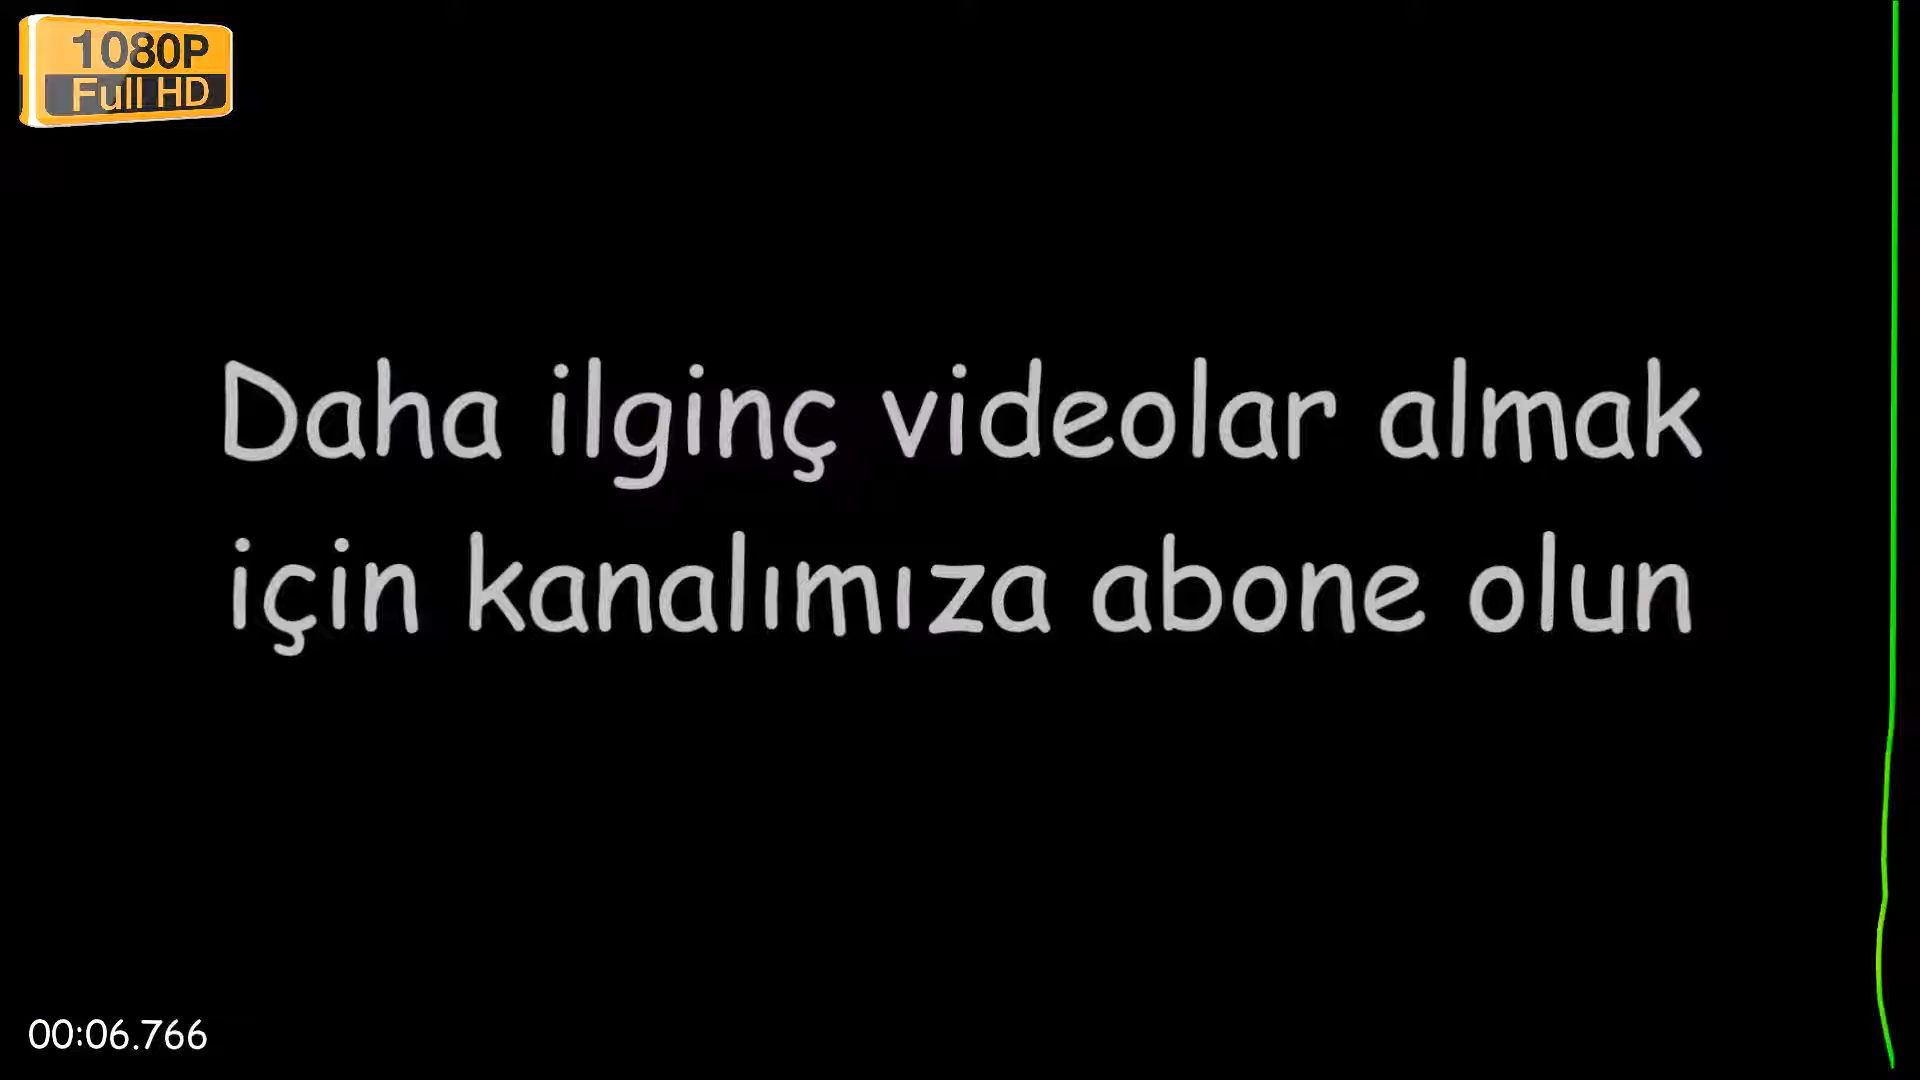 1080P
Full HD
Daha ilginç videolar almak
için kanalımıza abone olun
00:06.766